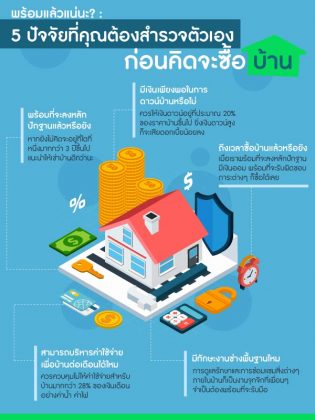 พร้อมแล้วแน่นะ? :
5 ปัจจัยที่คุณต้องสำรวจตัวเอง
ก่อนคิดจะซื้อ บ้าน
มีเงินเพียงพอในการ
ดาวน์บ้านหรือไม่
ควรให้เงินดาวน์อยู่ที่ประมาณ 20%
ของราคาบ้านขึ้นไป ยิ่งเงินดาวน์สูง
ก็จะเสียดอกเบี้ยน้อยลง
พร้อมที่จะลงหลัก
ปักฐานแล้วหรือยัง
หากยังไม่คิดจะอยู่ที่ใดที่
หนึ่งมากกว่า 3 ปีขึ้นไป
แนะนำให้เช่าบ้านดีกว่านะ
ถึงเวลาซื้อบ้านแล้วหรือยัง
เมื่อเราพร้อมที่จะลงหลักปักฐาน
มีเงินออม พร้อมที่จะรับผิดชอบ
ภาระต่างๆ ก็ซื้อได้เลย
%
%
$
สามารถบริหารค่าใช้จ่าย
เพื่อบ้านต่อเดือนได้ไหม
ควรควบคุมไม่ให้ค่าใช้จ่ายสำหรับ
บ้านมากกว่า 28% ของเงินเดือน
อย่างค่าน้ำ ค่าไฟ
มีทักษะงานช่างพื้นฐานไหม
การดูแลรักษาและการซ่อมแซมสิ่งต่างๆ
ภายในบ้านก็เป็นงานจุกจิกที่เพื่อนๆ
จำเป็นต้องพร้อมที่จะรับมือ